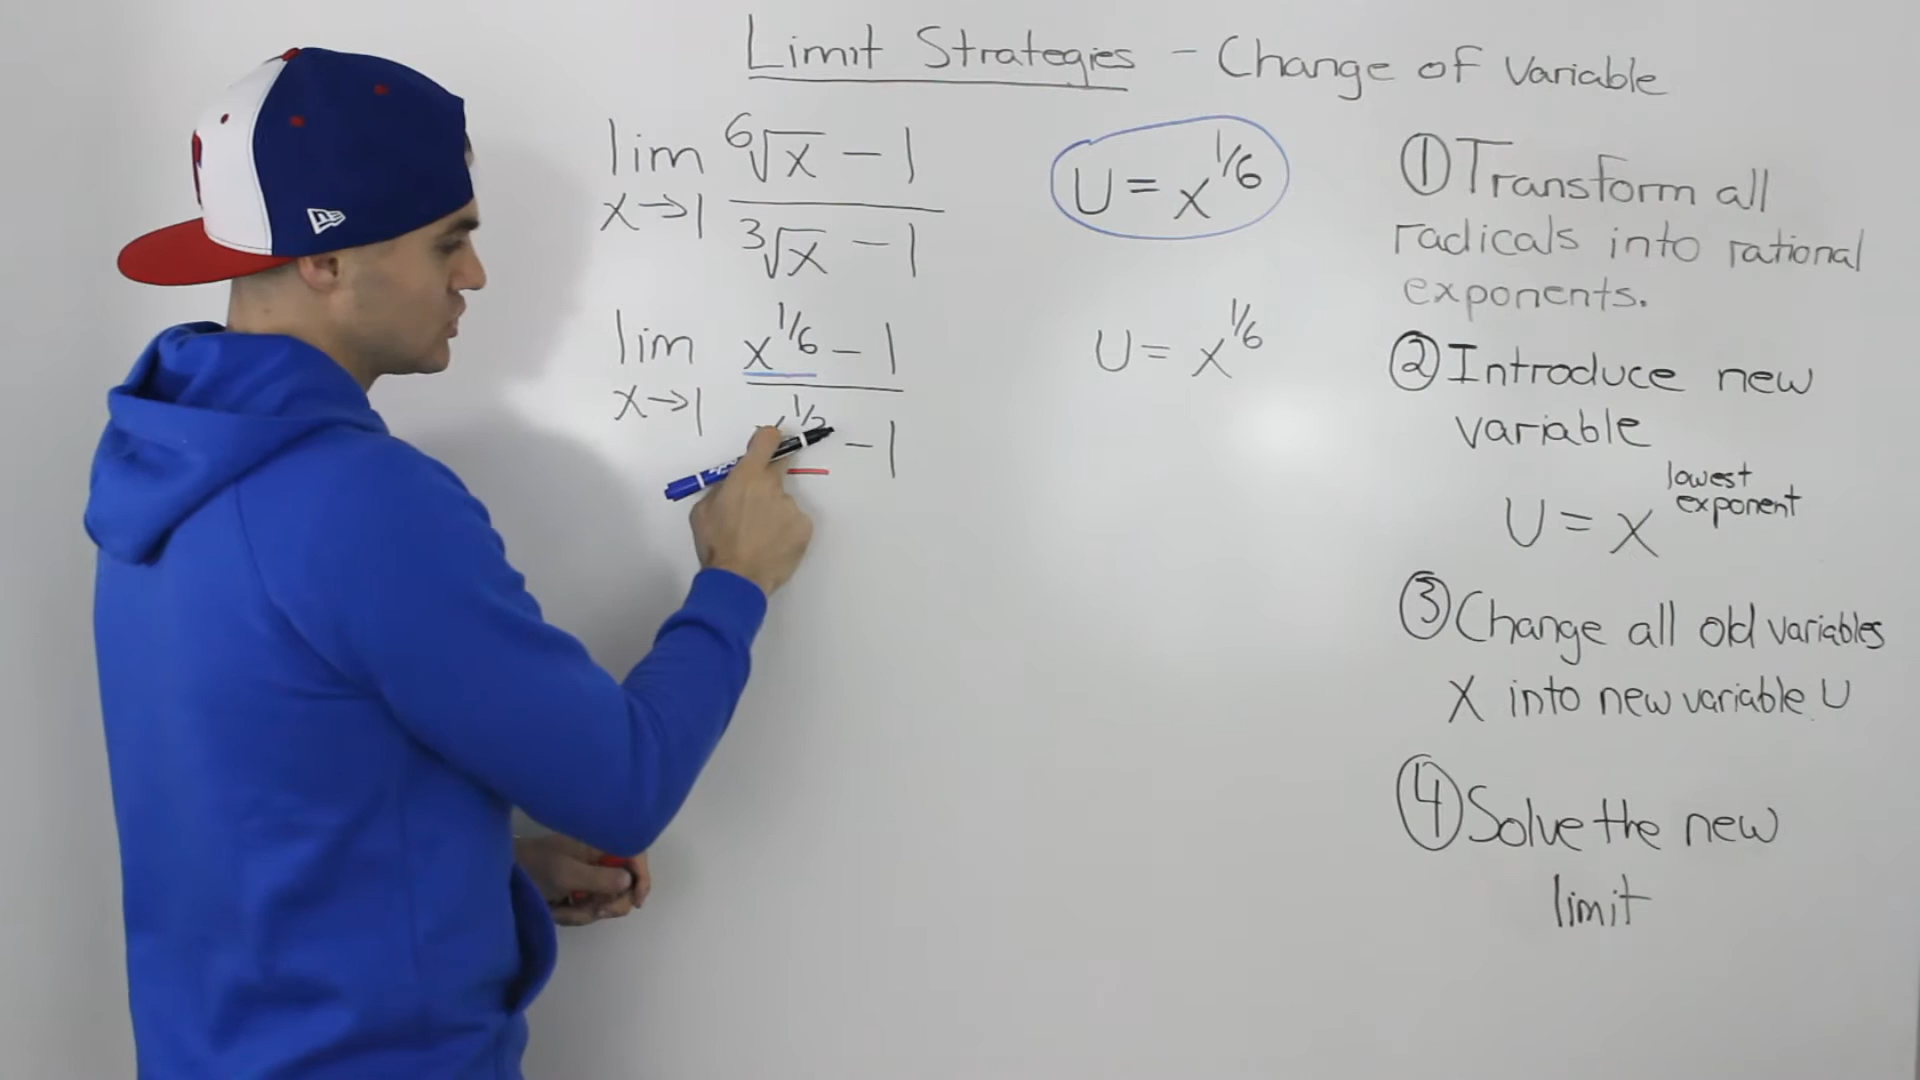 Limit Strategies - Change of Variable
lim ⁶√x - 1
x→1 ³√x - 1
U = x^1/6
lim x^1/6 - 1
x→1
- 1
U = x^1/6
① Transform all
radicals into rational
exponents.
② Introduce new
variable
U = x^lowest exponent
③ Change all old variables
X into new variable U
④ Solve the new
limit